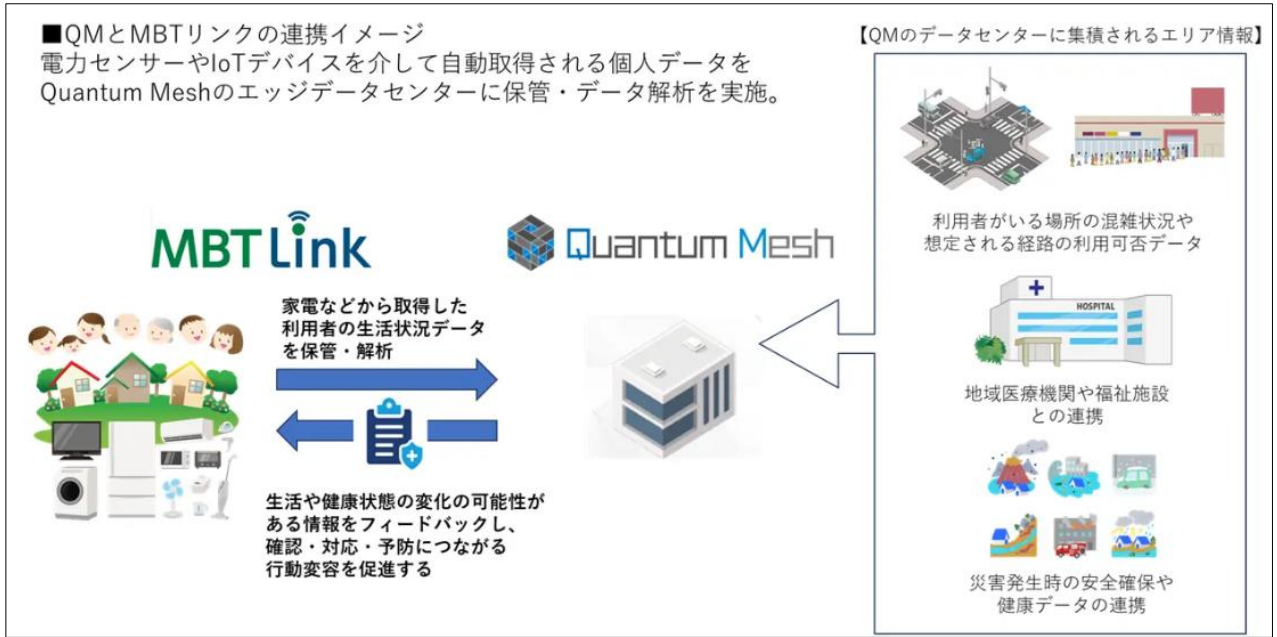 ■QMとMBTリンクの連携イメージ
電力センサーやIoTデバイスを介して自動取得される個人データを
Quantum Meshのエッジデータセンターに保管・データ解析を実施。
MBT Link
Quantum Mesh
家電などから取得した
利用者の生活状況データ
を保管・解析
生活や健康状態の変化の可能性が
ある情報をフィードバックし、
確認・対応・予防につながる
行動変容を促進する
【QMのデータセンターに集積されるエリア情報】
利用者がいる場所の混雑状況や
想定される経路の利用可否データ
HOSPITAL
地域医療機関や福祉施設
との連携
災害発生時の安全確保や
健康データの連携